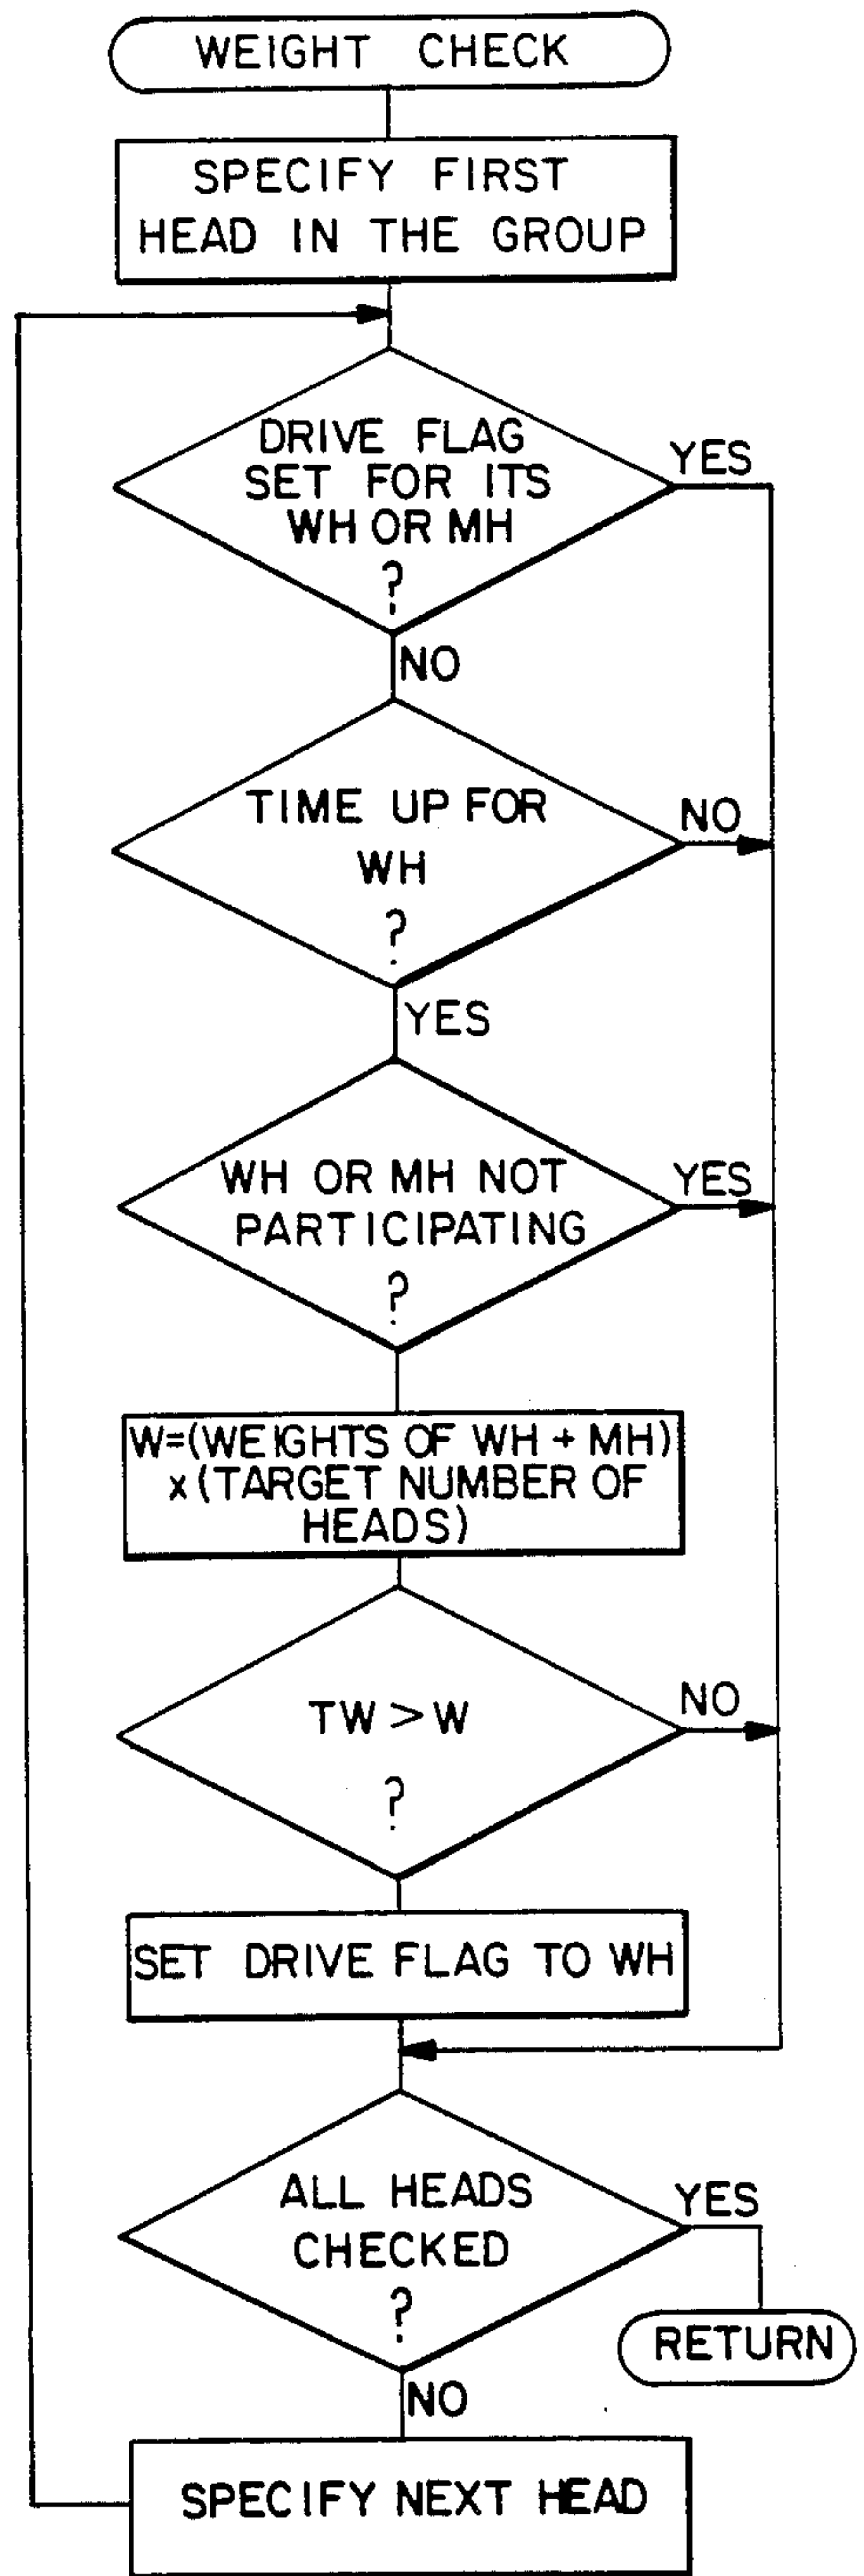 WEIGHT CHECK
SPECIFY FIRST
HEAD IN THE GROUP
DRIVE FLAG
SET FOR ITS
WH OR MH
?
YES
NO
TIME UP FOR
WH
?
NO
YES
WH OR MH NOT
PARTICIPATING
?
YES
W=(WEIGHTS OF WH + MH)
x (TARGET NUMBER OF
HEADS)
TW > W
?
NO
SET DRIVE FLAG TO WH
ALL HEADS
CHECKED
?
YES
RETURN
NO
SPECIFY NEXT HEAD